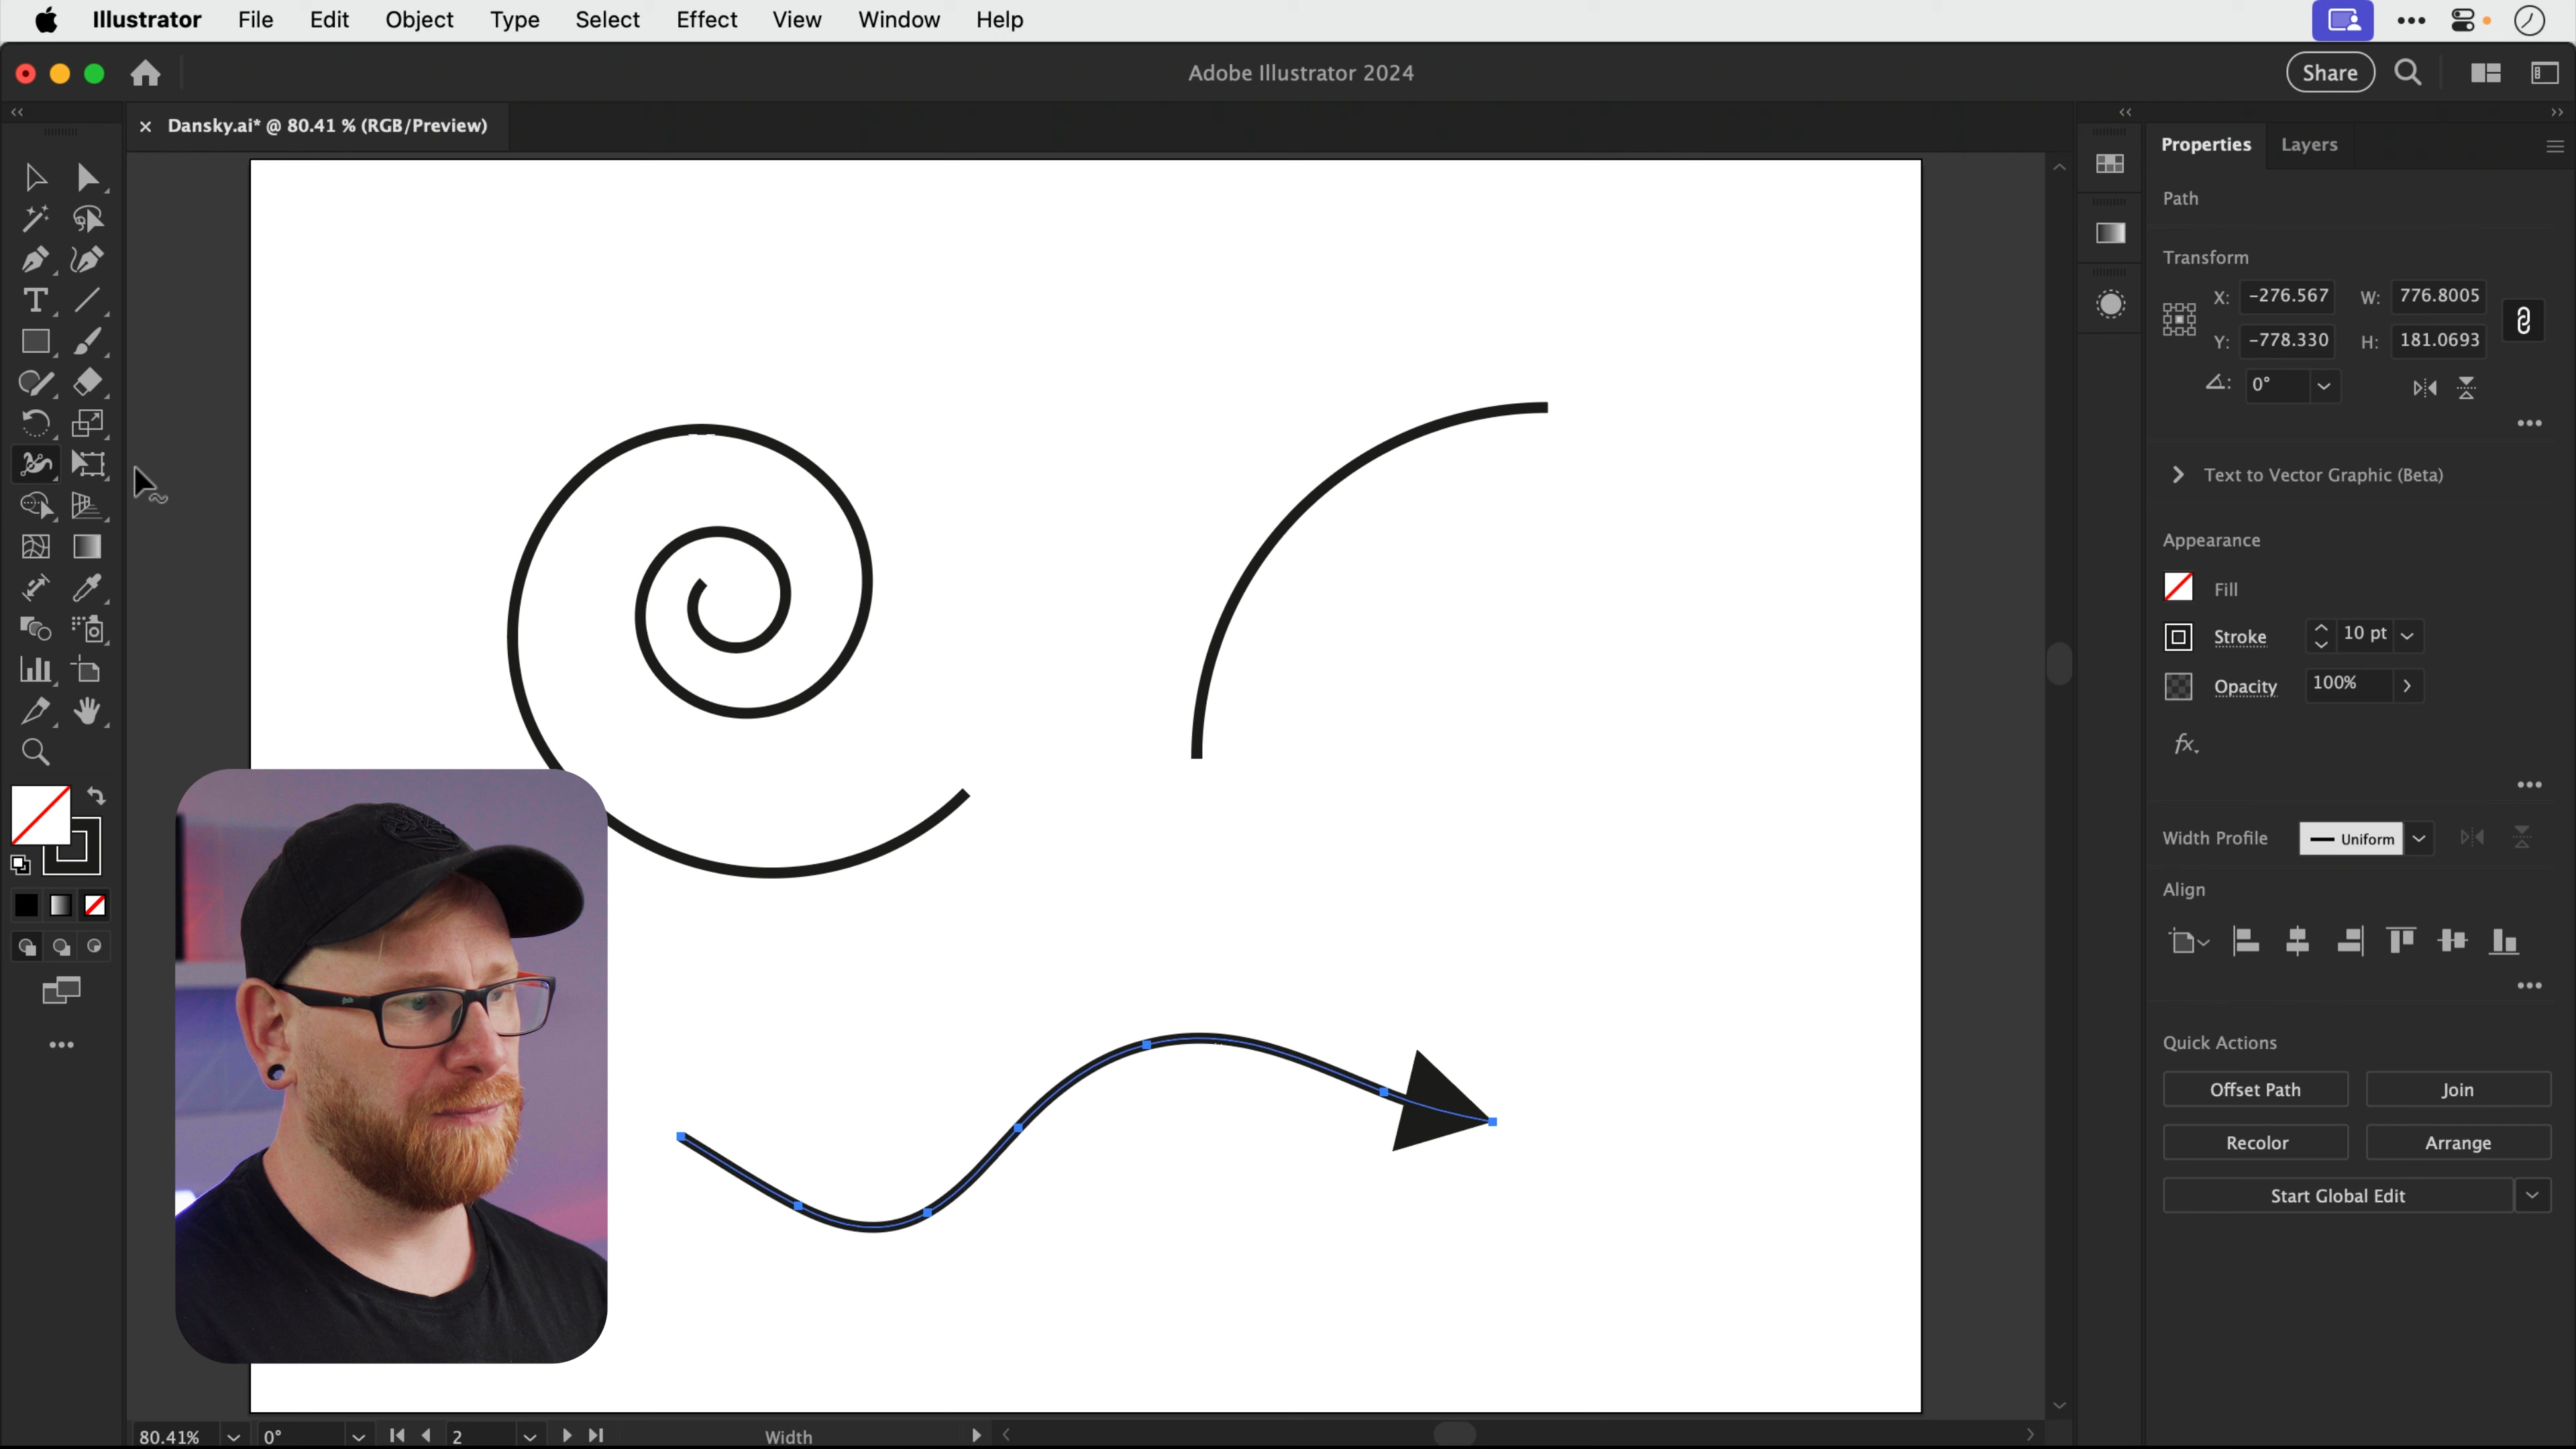 Illustrator File Edit Object Type Select Effect View Window Help
Adobe Illustrator 2024
Share
Dansky.ai* @ 80.41 % (RGB/Preview)
Properties Layers
Path
Transform
X: -276.567 W: 776.8005
Y: -778.330 H: 181.0693
0°
Text to Vector Graphic (Beta)
Appearance
Fill
Stroke 10 pt
Opacity 100%
fx.
Width Profile Uniform
Align
Quick Actions
Offset Path Join
Recolor Arrange
Start Global Edit
80.41% 0° 2 Width